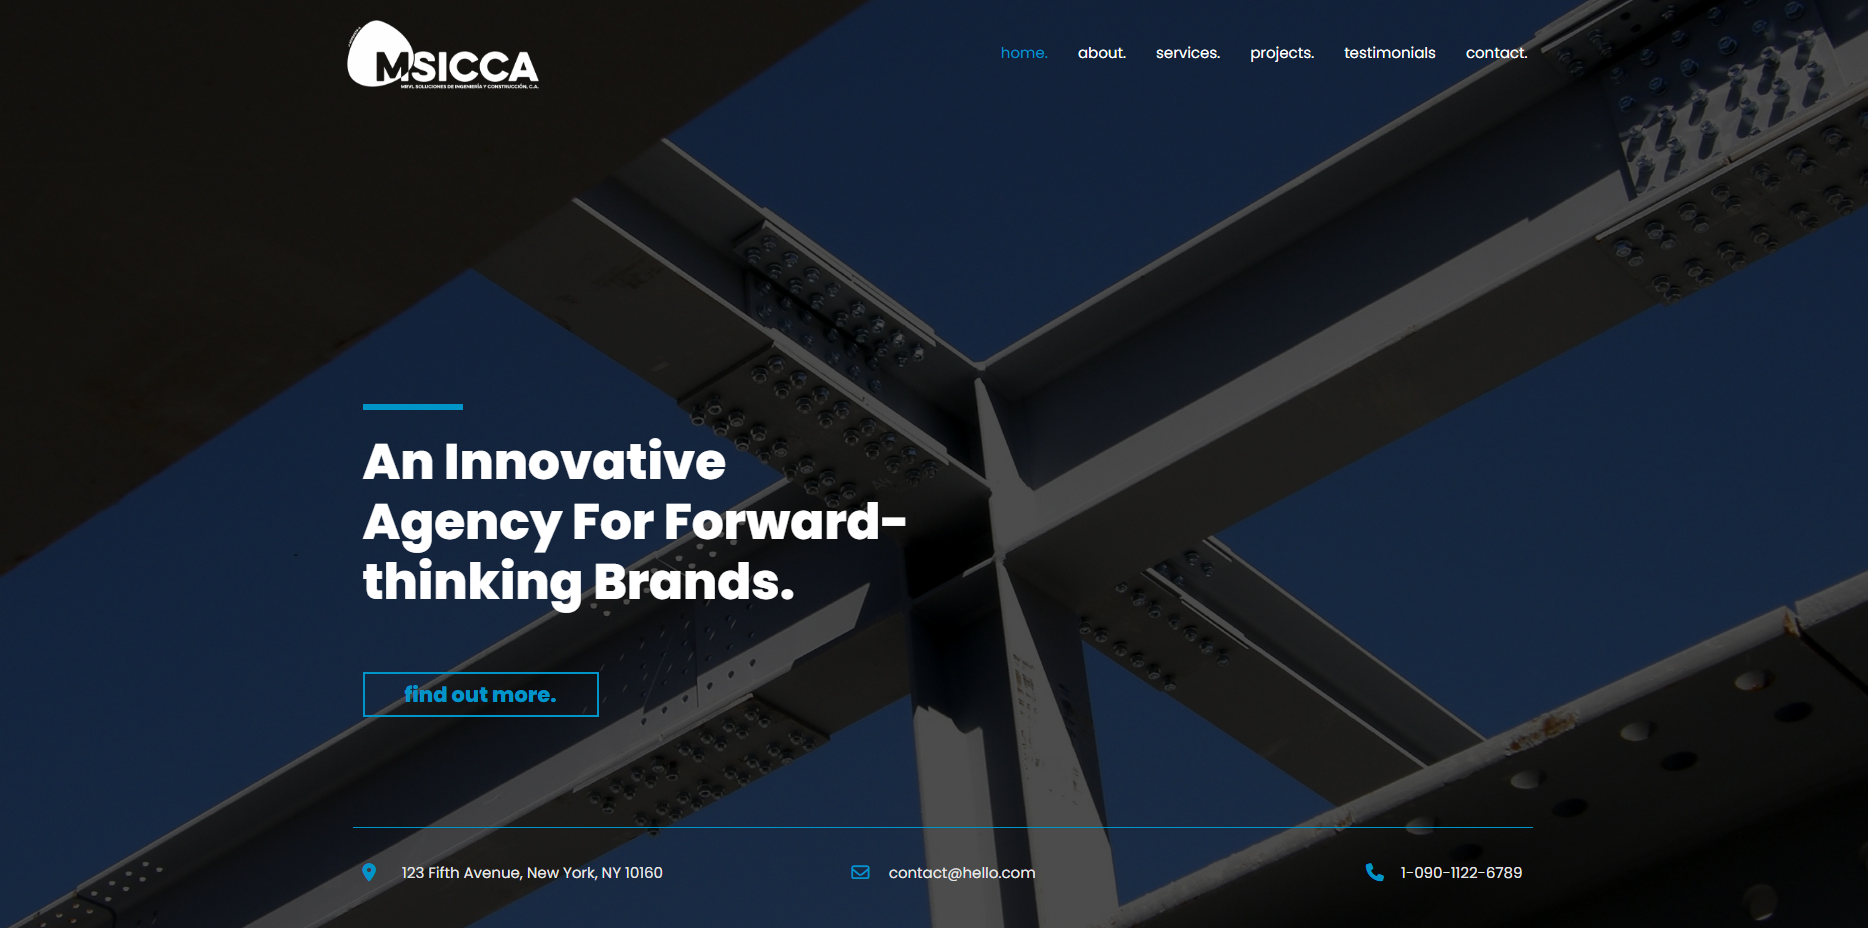 MSICCA
MRVL SOLUCIONES DE INGENIERÍA Y CONSTRUCCIÓN, C.A.
home.
about.
services.
projects.
testimonials
contact.
An Innovative
Agency For Forward-
thinking Brands.
find out more.
123 Fifth Avenue, New York, NY 10160
contact@hello.com
1-090-1122-6789